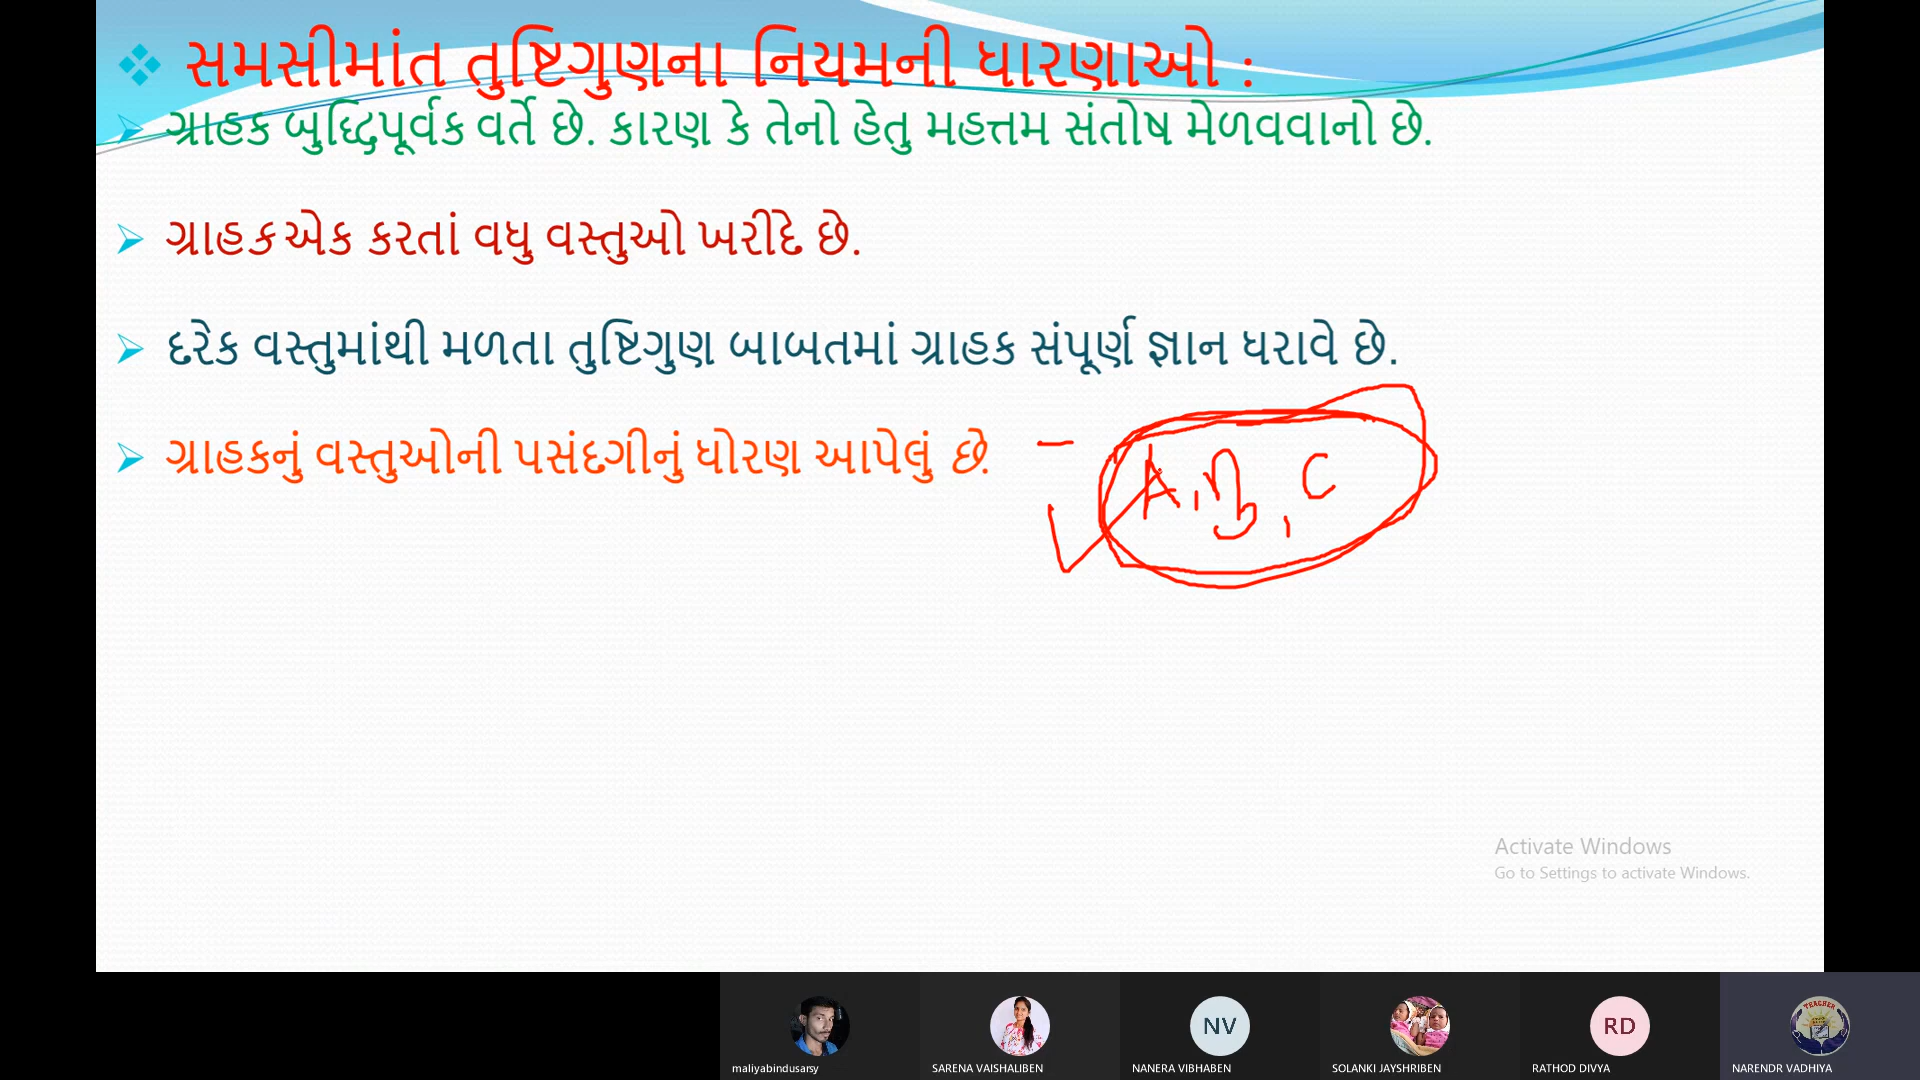 સમસીમાંત તુષ્ટિગુણના નિયમની ધારણાઓ :
ગ્રાહક બુદ્ધિપૂર્વક વર્તે છે. કારણ કે તેનો હેતુ મહત્તમ સંતોષ મેળવવાનો છે.
ગ્રાહક એક કરતાં વધુ વસ્તુઓ ખરીદે છે.
દરેક વસ્તુમાંથી મળતા તુષ્ટિગુણ બાબતમાં ગ્રાહક સંપૂર્ણ જ્ઞાન ધરાવે છે.
ગ્રાહકનું વસ્તુઓની પસંદગીનું ધોરણ આપેલું છે.
A, B, C
Activate Windows
Go to Settings to activate Windows.
NV
RD
TEACHER
maliyabindusarsy
SARENA VAISHALIBEN
NANERA VIBHABEN
SOLANKI JAYSHRIBEN
RATHOD DIVYA
NARENDR VADHIYA